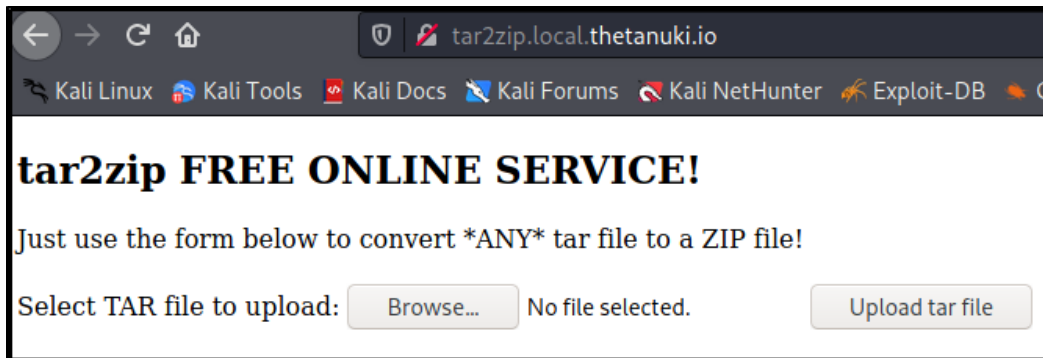 tar2zip.local.thetanuki.io
Kali Linux Kali Tools Kali Docs Kali Forums Kali NetHunter Exploit-DB
tar2zip FREE ONLINE SERVICE!
Just use the form below to convert *ANY* tar file to a ZIP file!
Select TAR file to upload: Browse... No file selected. Upload tar file